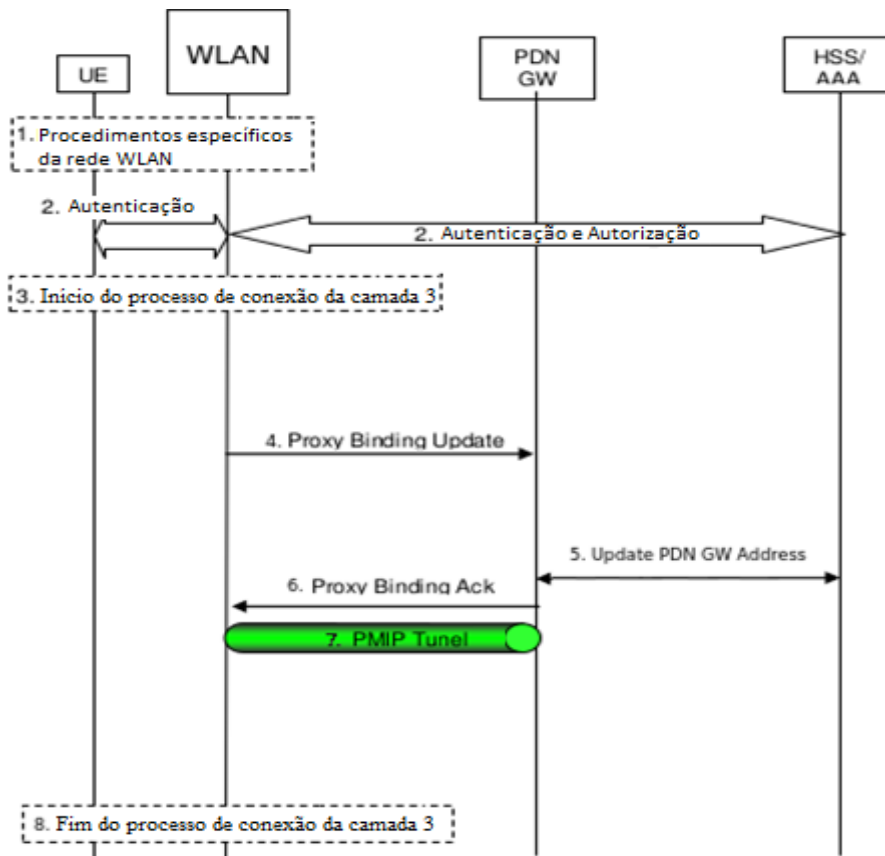 UE
WLAN
PDN
GW
HSS/
AAA
1. Procedimentos específicos
da rede WLAN
2. Autenticação
2. Autenticação e Autorização
3. Inicio do processo de conexão da camada 3
4. Proxy Binding Update
5. Update PDN GW Address
6. Proxy Binding Ack
7. PMIP Tunel
8. Fim do processo de conexão da camada 3